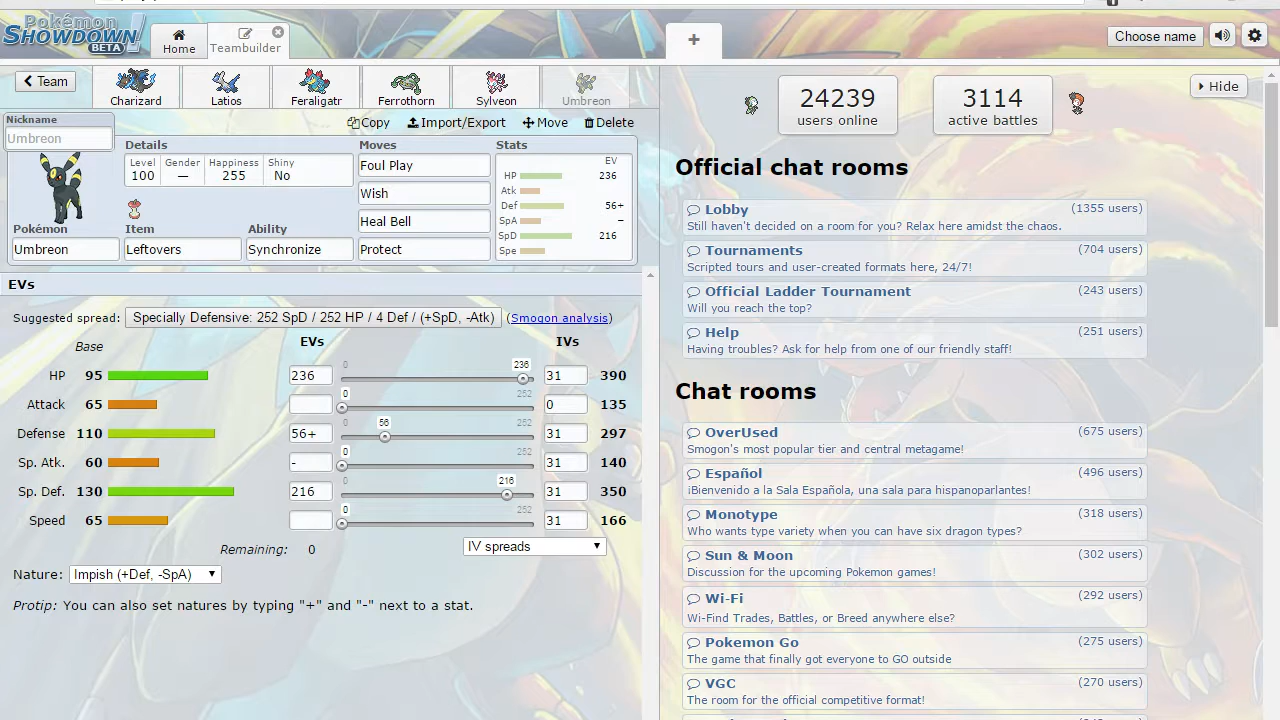 Pokémon
SHOWDOWN!
BETA
Home
Teambuilder
+
Choose name
Team
Charizard
Latios
Feraligatr
Ferrothorn
Sylveon
Umbreon
Nickname
Umbreon
Copy
Import/Export
Move
Delete
Details
Level
100
Gender
—
Happiness
255
Shiny
No
Pokémon
Umbreon
Item
Leftovers
Ability
Synchronize
Moves
Foul Play
Wish
Heal Bell
Protect
Stats
EV
HP 236
Atk
Def 56+
SpA –
SpD 216
Spe
EVs
Suggested spread: Specially Defensive: 252 SpD / 252 HP / 4 Def / (+SpD, -Atk) (Smogon analysis)
Base EVs IVs
HP 95 236 0 236 31 390
Attack 65 0 252 0 135
Defense 110 56+ 0 56 252 31 297
Sp. Atk. 60 - 0 252 31 140
Sp. Def. 130 216 0 216 252 31 350
Speed 65 0 252 31 166
Remaining: 0
IV spreads
Nature: Impish (+Def, -SpA)
Protip: You can also set natures by typing "+" and "-" next to a stat.
24239
users online
3114
active battles
Hide
Official chat rooms
Lobby (1355 users)
Still haven't decided on a room for you? Relax here amidst the chaos.
Tournaments (704 users)
Scripted tours and user-created formats here, 24/7!
Official Ladder Tournament (243 users)
Will you reach the top?
Help (251 users)
Having troubles? Ask for help from one of our friendly staff!
Chat rooms
OverUsed (675 users)
Smogon's most popular tier and central metagame!
Español (496 users)
¡Bienvenido a la Sala Española, una sala para hispanoparlantes!
Monotype (318 users)
Who wants type variety when you can have six dragon types?
Sun & Moon (302 users)
Discussion for the upcoming Pokemon games!
Wi-Fi (292 users)
Wi-Find Trades, Battles, or Breed anywhere else?
Pokemon Go (275 users)
The game that finally got everyone to GO outside
VGC (270 users)
The room for the official competitive format!